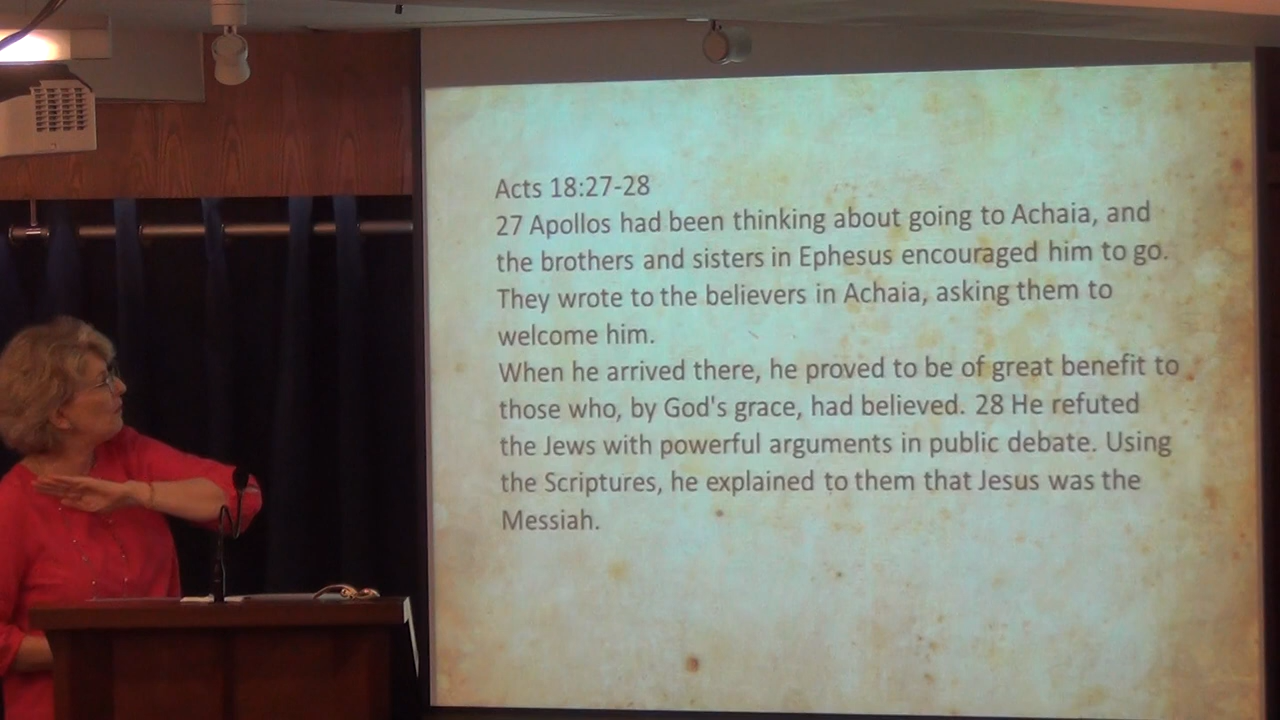 Acts 18:27-28
27 Apollos had been thinking about going to Achaia, and
the brothers and sisters in Ephesus encouraged him to go.
They wrote to the believers in Achaia, asking them to
welcome him.
When he arrived there, he proved to be of great benefit to
those who, by God's grace, had believed. 28 He refuted
the Jews with powerful arguments in public debate. Using
the Scriptures, he explained to them that Jesus was the
Messiah.